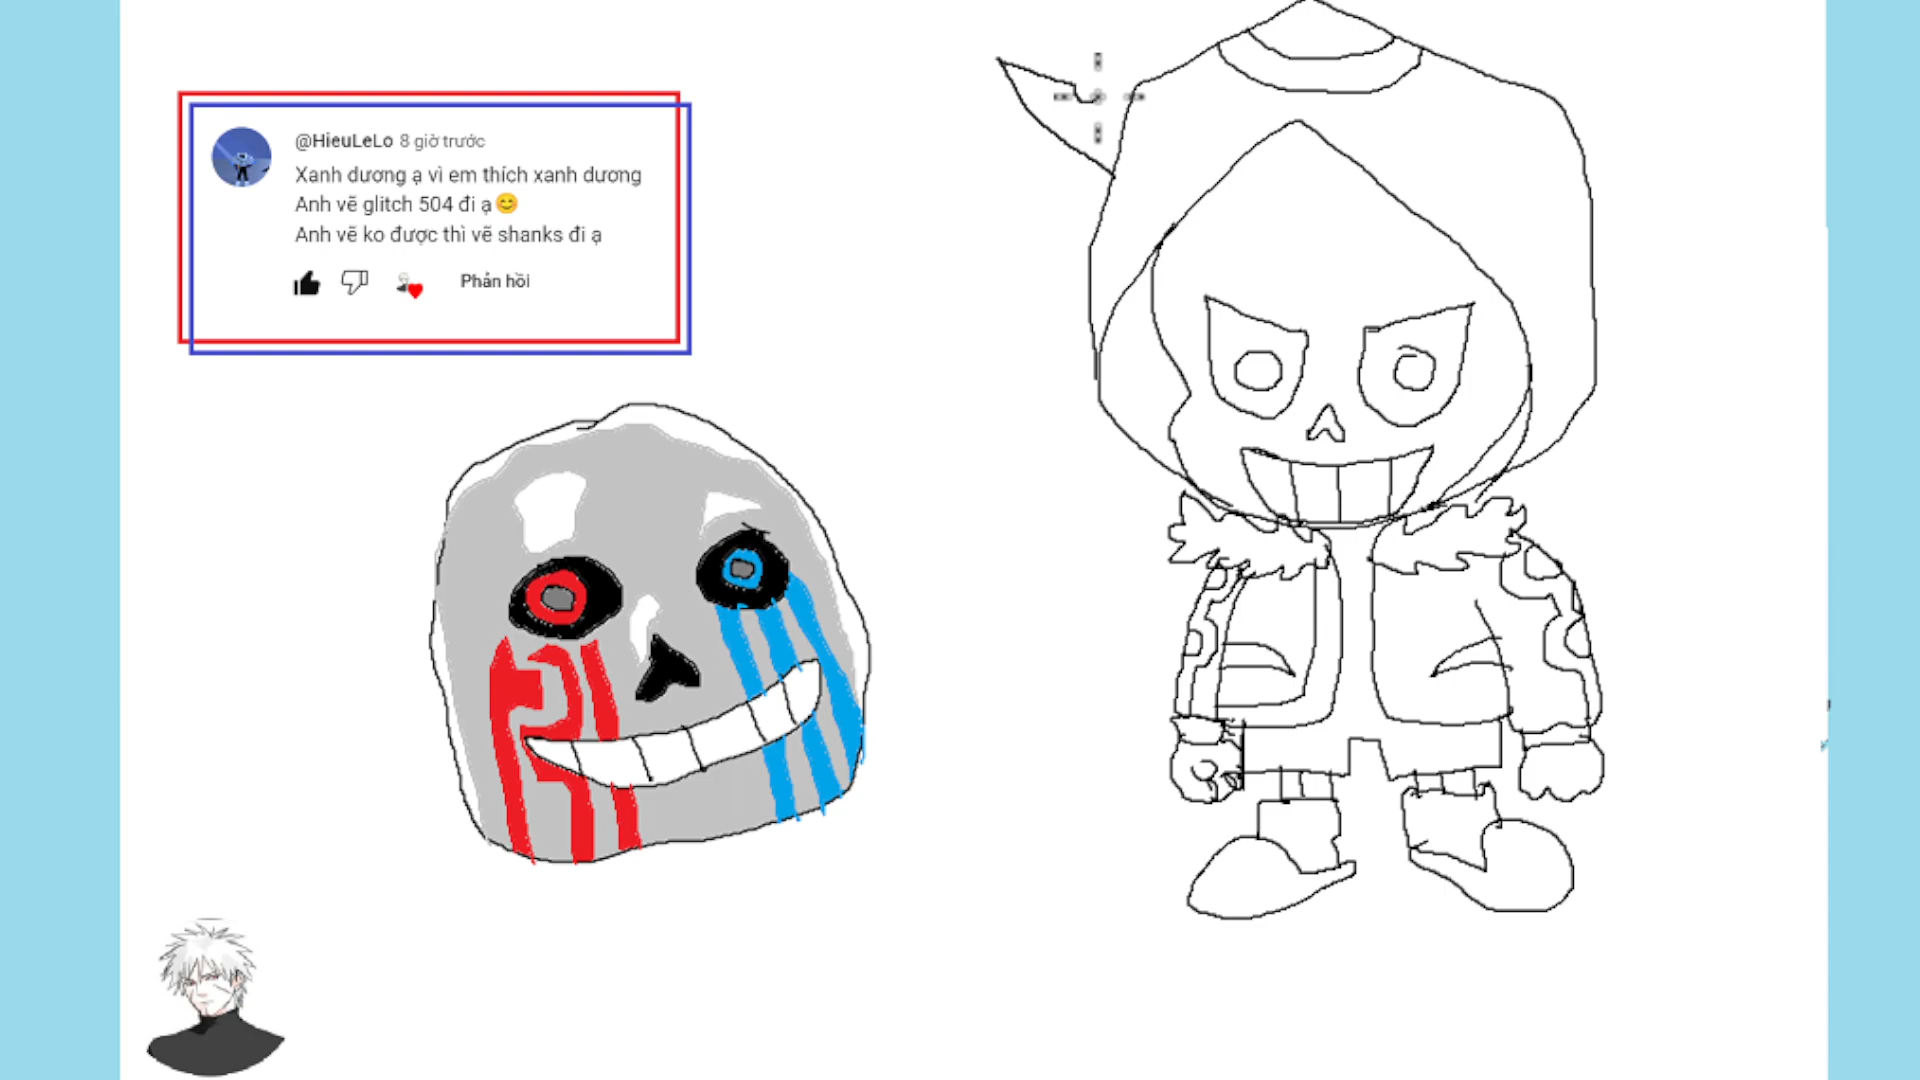 @HieuLeLo 8 giờ trước
Xanh dương ạ vì em thích xanh dương
Anh vẽ glitch 504 đi ạ😊
Anh vẽ ko được thì vẽ shanks đi ạ
Phản hồi